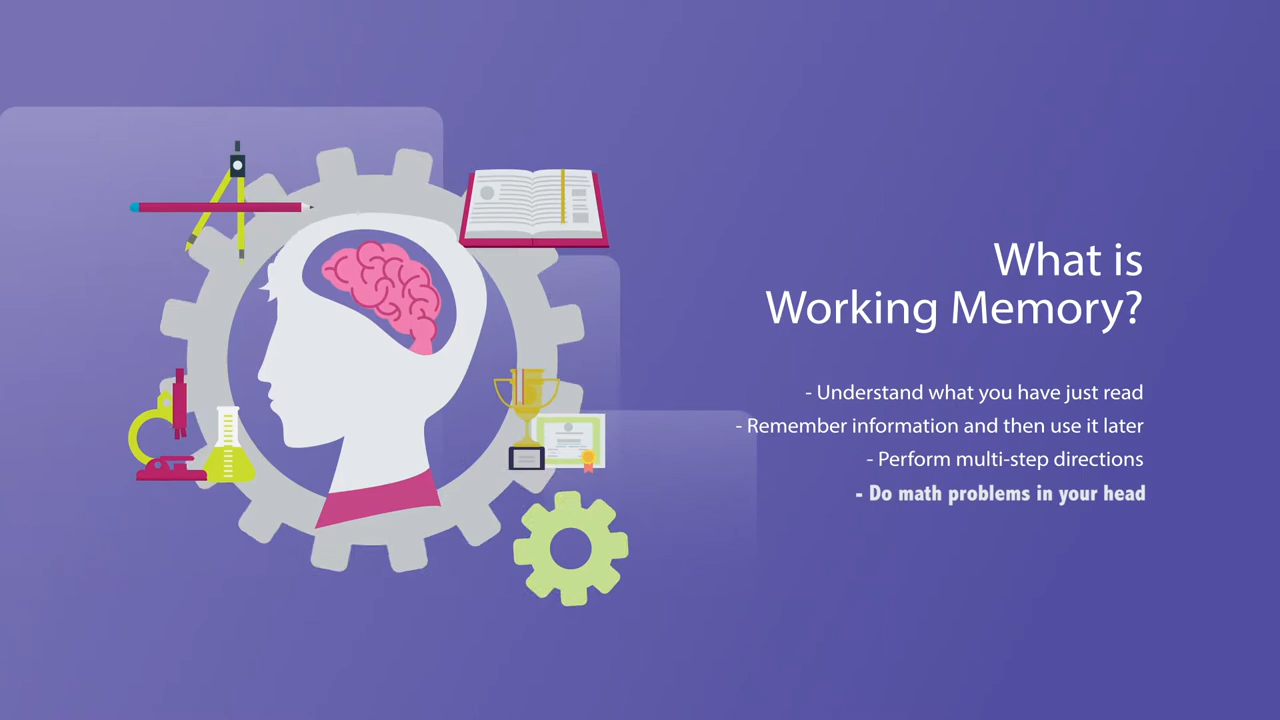 What is
Working Memory?
- Understand what you have just read
- Remember information and then use it later
- Perform multi-step directions
- Do math problems in your head